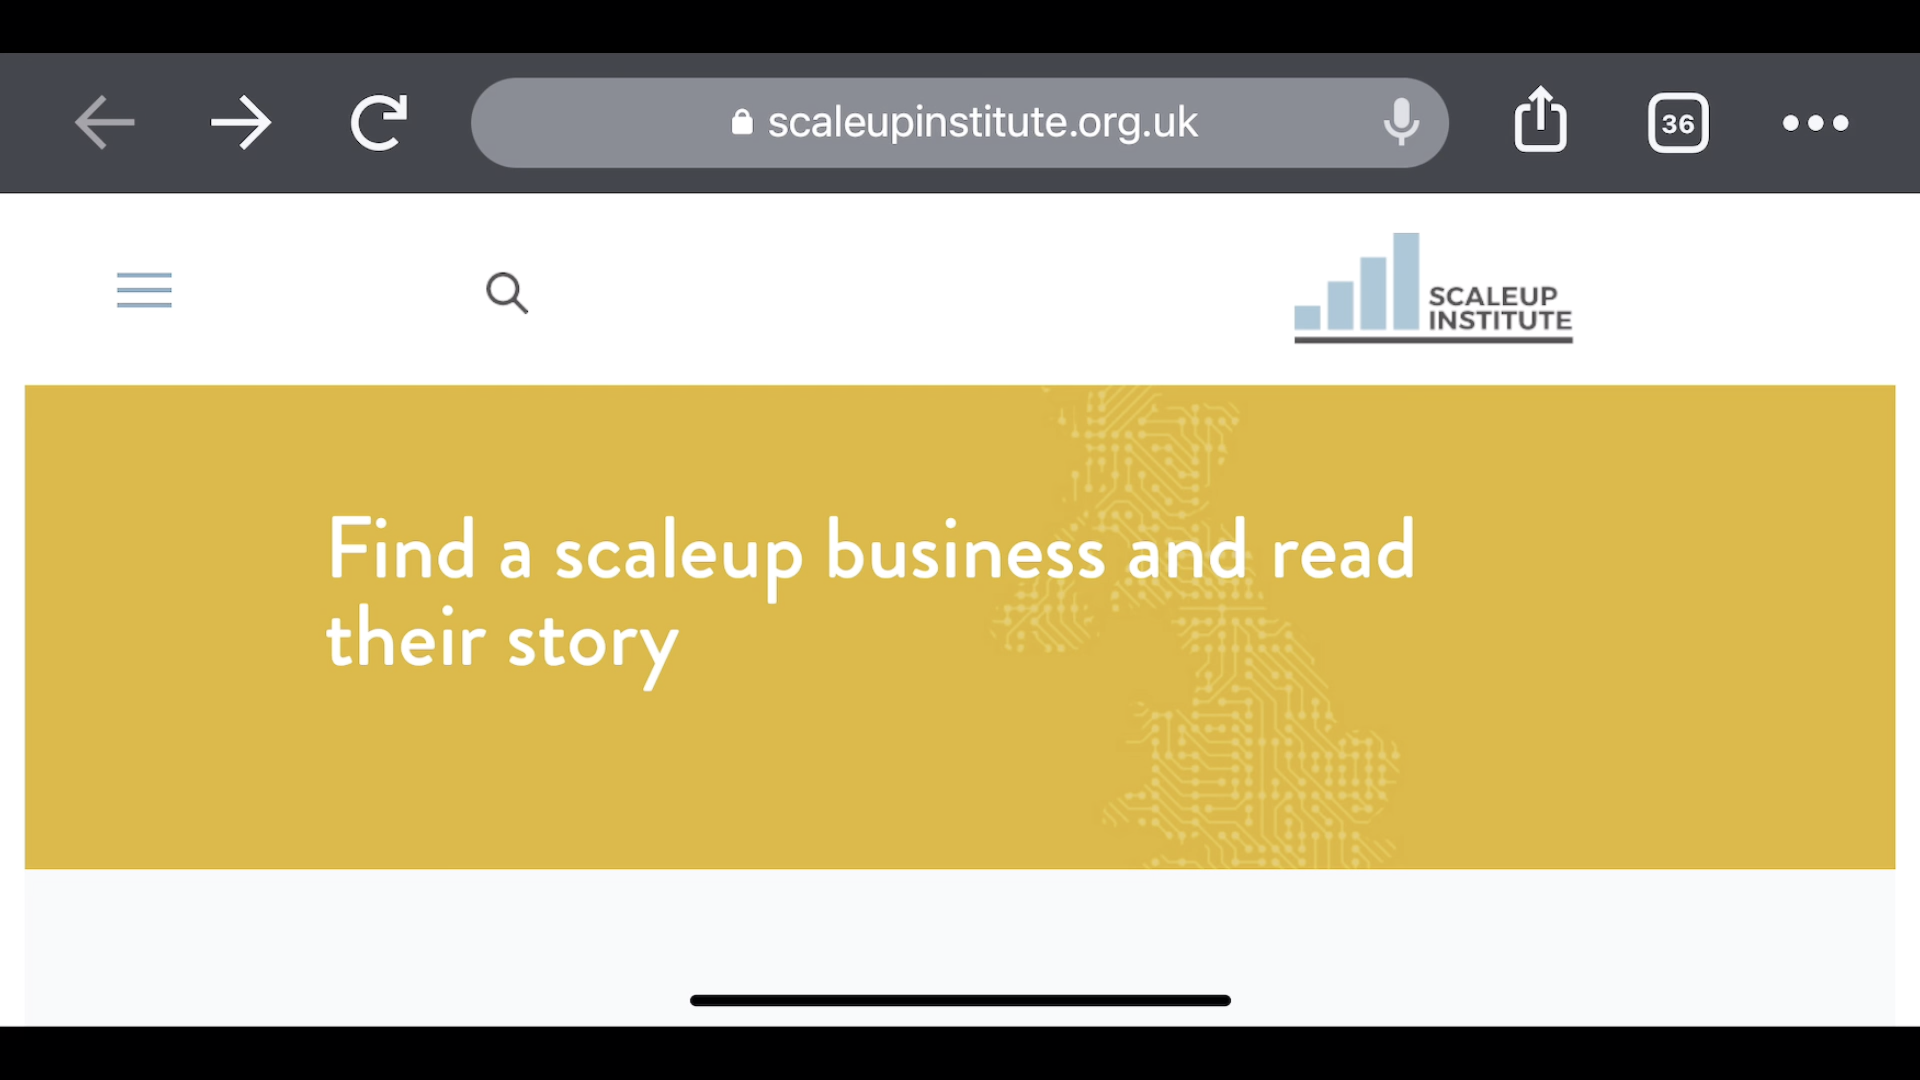 scaleupinstitute.org.uk
36
SCALEUP
INSTITUTE
Find a scaleup business and read
their story